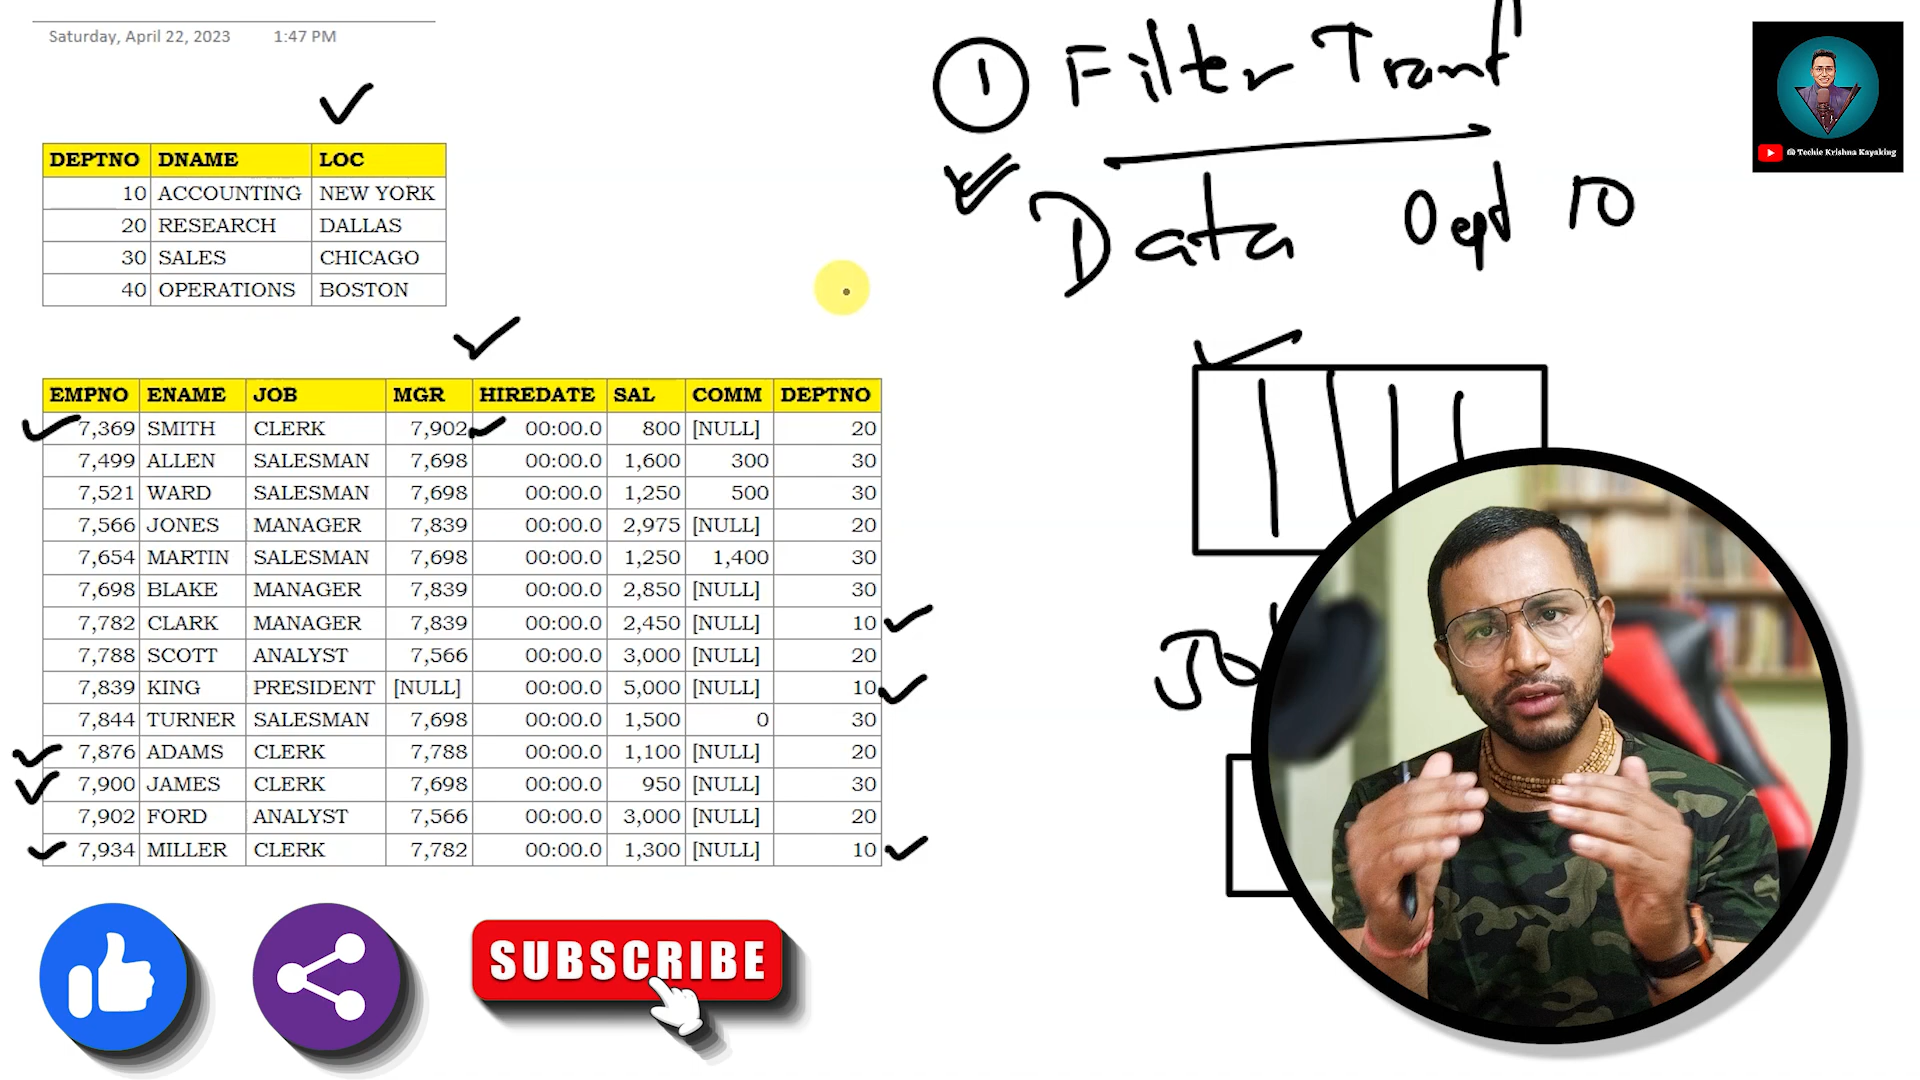 Saturday, April 22, 2023 1:47 PM
DEPTNO DNAME LOC
10 ACCOUNTING NEW YORK
20 RESEARCH DALLAS
30 SALES CHICAGO
40 OPERATIONS BOSTON
EMPNO ENAME JOB MGR HIREDATE SAL COMM DEPTNO
7,369 SMITH CLERK 7,902 00:00.0 800 [NULL] 20
7,499 ALLEN SALESMAN 7,698 00:00.0 1,600 300 30
7,521 WARD SALESMAN 7,698 00:00.0 1,250 500 30
7,566 JONES MANAGER 7,839 00:00.0 2,975 [NULL] 20
7,654 MARTIN SALESMAN 7,698 00:00.0 1,250 1,400 30
7,698 BLAKE MANAGER 7,839 00:00.0 2,850 [NULL] 30
7,782 CLARK MANAGER 7,839 00:00.0 2,450 [NULL] 10
7,788 SCOTT ANALYST 7,566 00:00.0 3,000 [NULL] 20
7,839 KING PRESIDENT [NULL] 00:00.0 5,000 [NULL] 10
7,844 TURNER SALESMAN 7,698 00:00.0 1,500 0 30
7,876 ADAMS CLERK 7,788 00:00.0 1,100 [NULL] 20
7,900 JAMES CLERK 7,698 00:00.0 950 [NULL] 30
7,902 FORD ANALYST 7,566 00:00.0 3,000 [NULL] 20
7,934 MILLER CLERK 7,782 00:00.0 1,300 [NULL] 10
SUBSCRIBE
1 Filter Tranf
Data Dept 10
Techie Krishna Kayaking